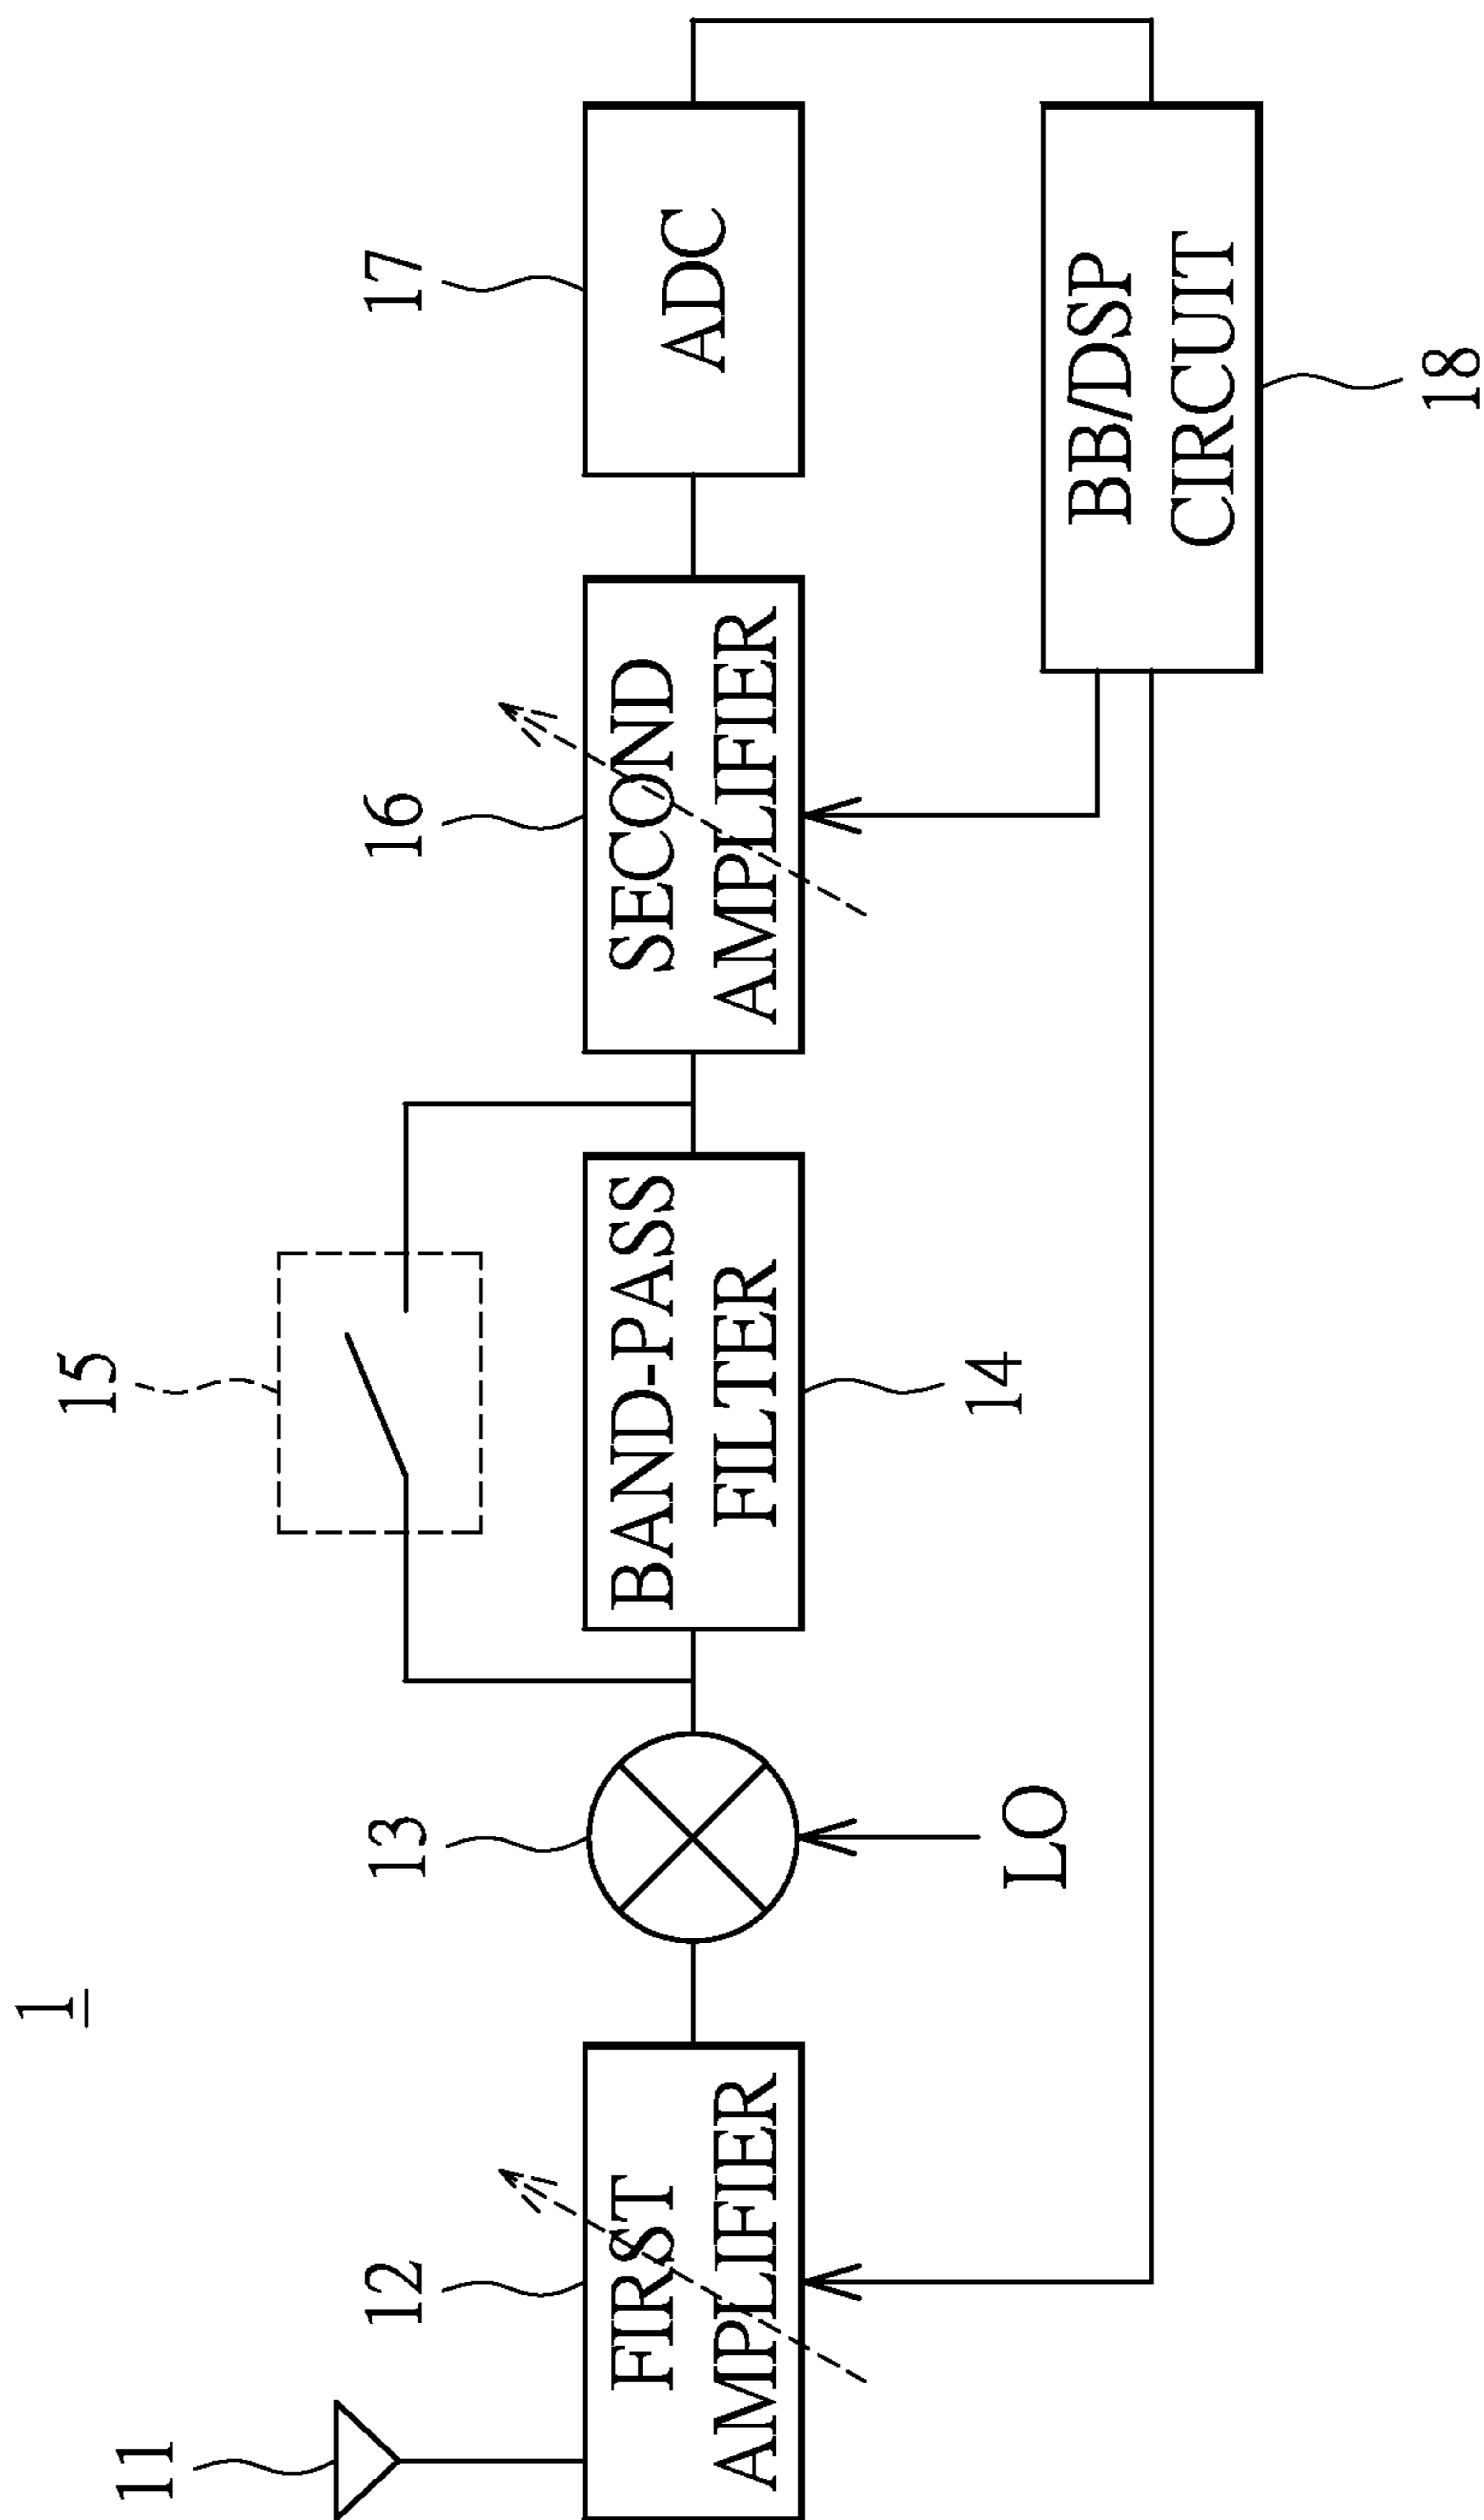 1
11
12
FIRST
AMPLIFIER
13
LO
15
BAND-PASS
FILTER
14
16
SECOND
AMPLIFIER
17
ADC
BB/DSP
CIRCUIT
18